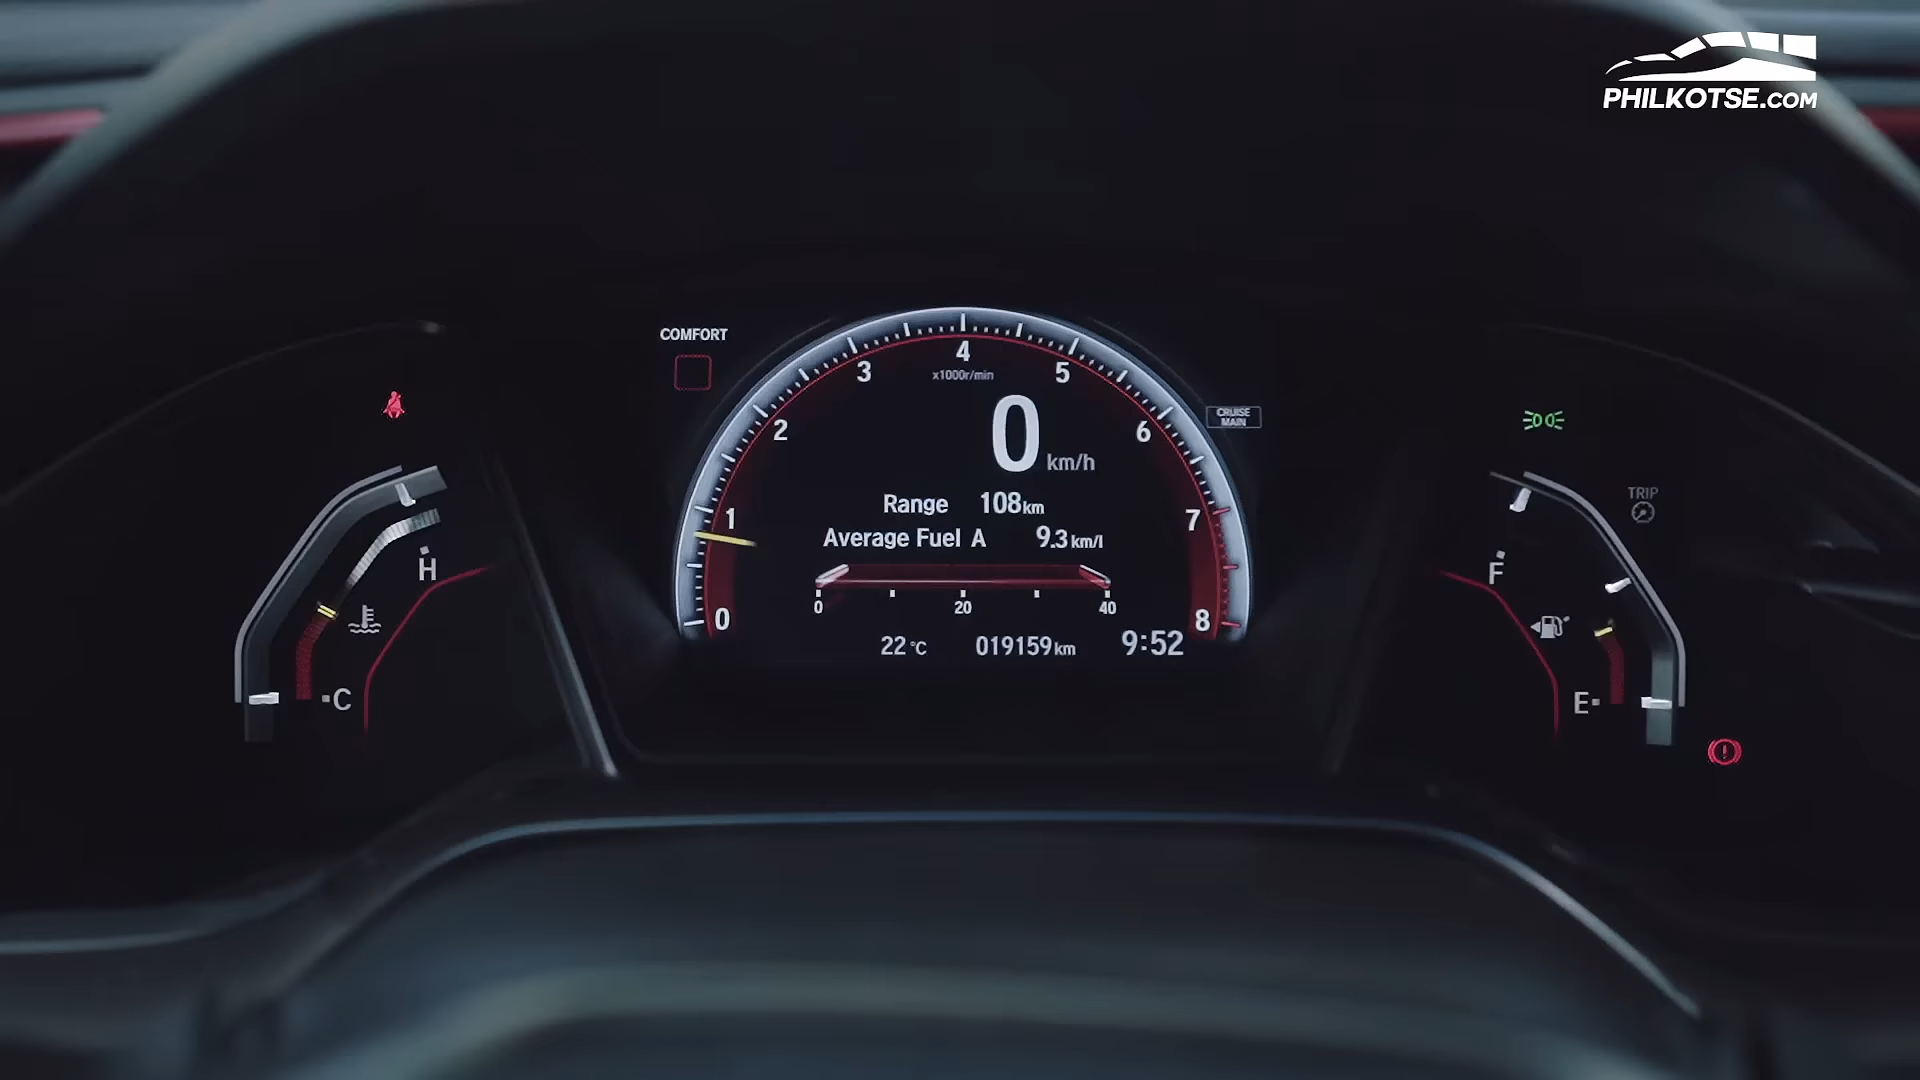 PHILKOTSE.COM
COMFORT
4
3
5
x1000r/min
2
6
0 km/h
CRUISE
MAIN
TRIP
Range 108km
1
7
Average Fuel A 9.3km/l
H
F
0 20 40
0
8
22°C 019159km 9:52
C
E